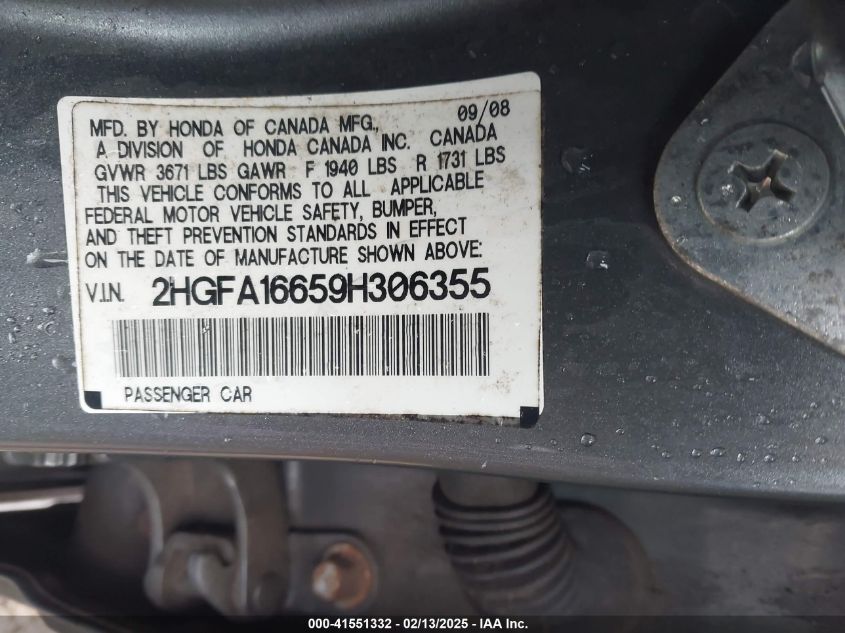 09/08
MFD. BY HONDA OF CANADA MFG.,
A DIVISION OF HONDA CANADA INC. CANADA
GVWR 3671 LBS GAWR F 1940 LBS R 1731 LBS
THIS VEHICLE CONFORMS TO ALL APPLICABLE
FEDERAL MOTOR VEHICLE SAFETY, BUMPER,
AND THEFT PREVENTION STANDARDS IN EFFECT
ON THE DATE OF MANUFACTURE SHOWN ABOVE:
V.I.N. 2HGFA16659H306355
PASSENGER CAR
000-41551332 - 02/13/2025 - IAA Inc.